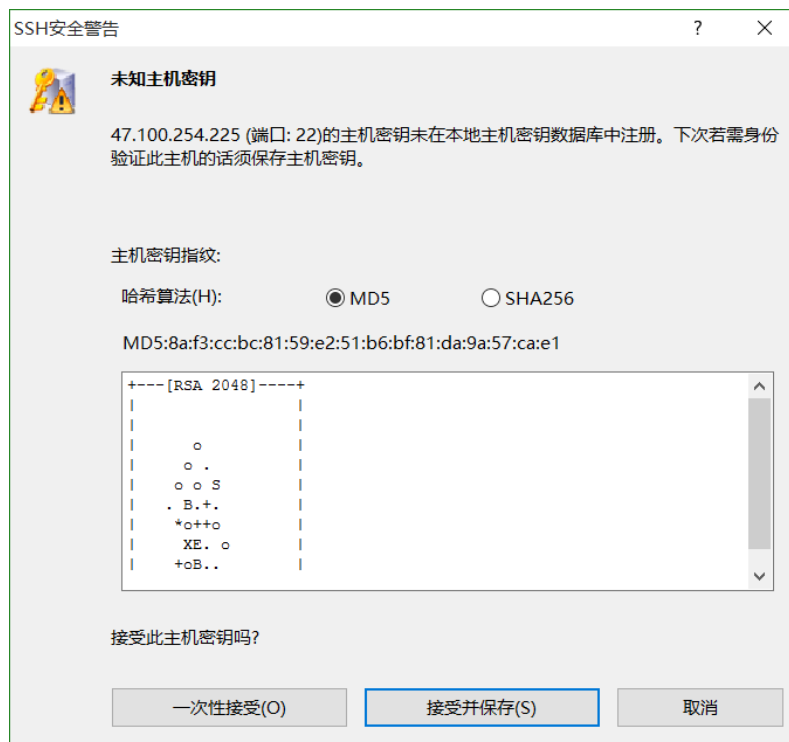 SSH安全警告
未知主机密钥
47.100.254.225 (端口: 22)的主机密钥未在本地主机密钥数据库中注册。下次若需身份
验证此主机的话须保存主机密钥。
主机密钥指纹:
哈希算法(H): MD5 SHA256
MD5:8a:f3:cc:bc:81:59:e2:51:b6:bf:81:da:9a:57:ca:e1
+---[RSA 2048]----+
|                 |
|                 |
|      o          |
|     o .         |
|    o o S        |
|   . B.+.        |
|    *o++o        |
|     XE. o       |
|    +oB..        |
接受此主机密钥吗?
一次性接受(O) 接受并保存(S) 取消